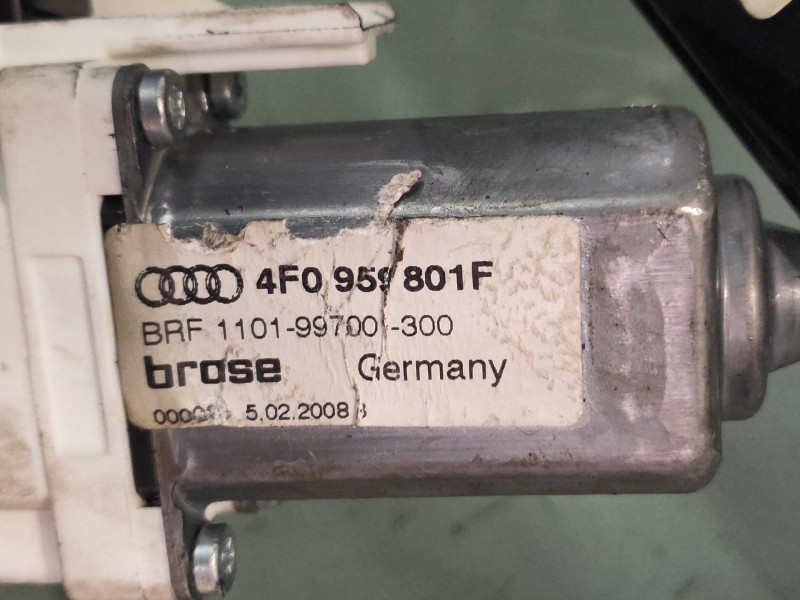 4F0 959 801F
BRF 1101-99700 -300
brose Germany
5.02.2008